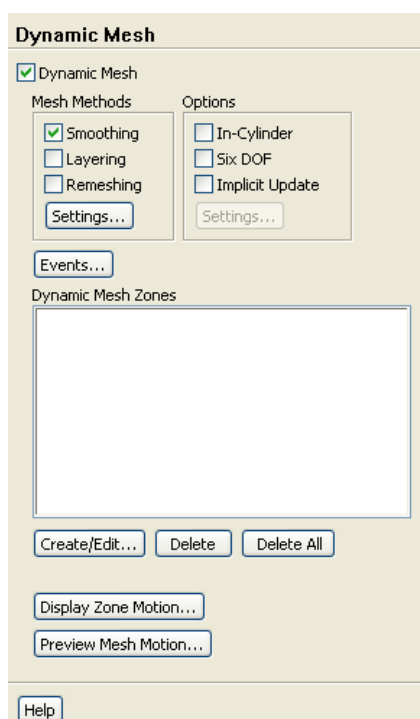 Dynamic Mesh
Dynamic Mesh
Mesh Methods Options
Smoothing In-Cylinder
Layering Six DOF
Remeshing Implicit Update
Settings... Settings...
Events...
Dynamic Mesh Zones
Create/Edit... Delete Delete All
Display Zone Motion...
Preview Mesh Motion...
Help